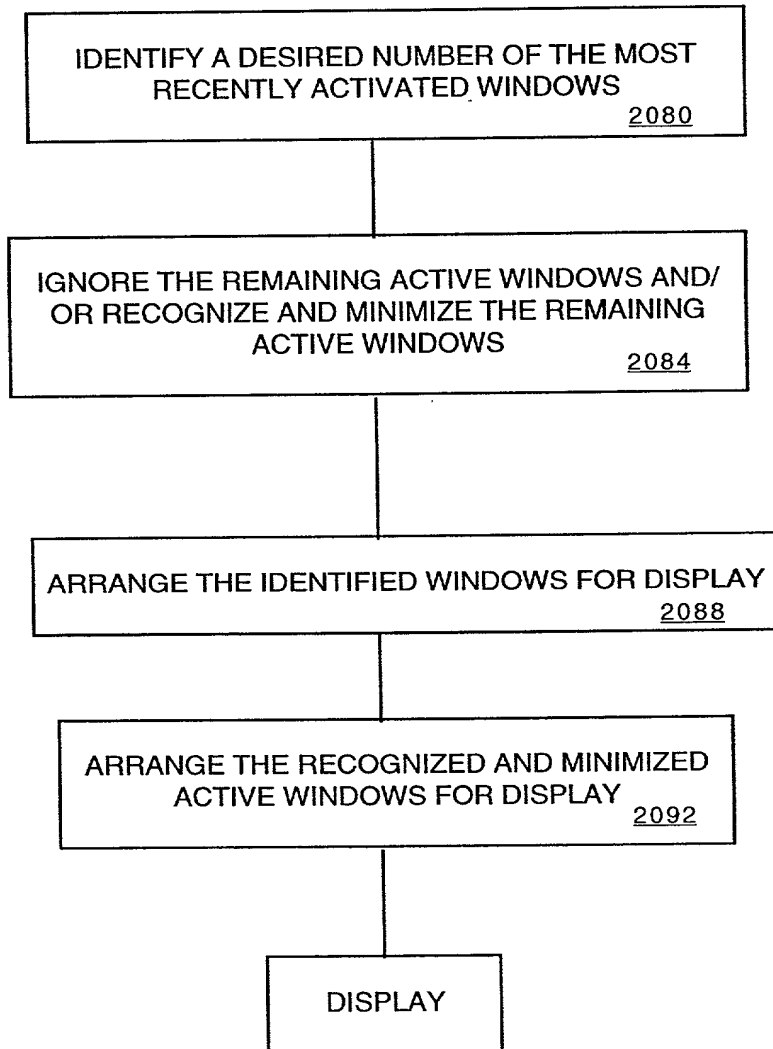 IDENTIFY A DESIRED NUMBER OF THE MOST
RECENTLY ACTIVATED WINDOWS
2080
IGNORE THE REMAINING ACTIVE WINDOWS AND/
OR RECOGNIZE AND MINIMIZE THE REMAINING
ACTIVE WINDOWS
2084
ARRANGE THE IDENTIFIED WINDOWS FOR DISPLAY
2088
ARRANGE THE RECOGNIZED AND MINIMIZED
ACTIVE WINDOWS FOR DISPLAY
2092
DISPLAY